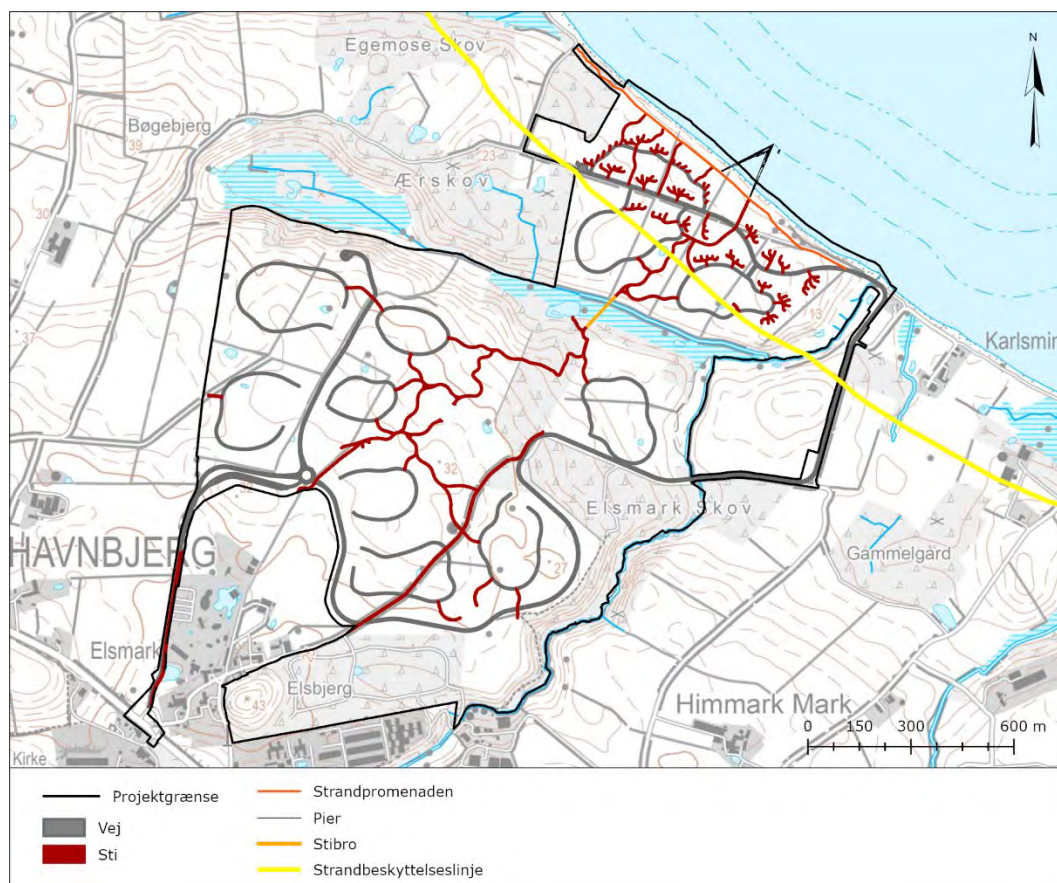 Egemose Skov
N
Bøgebjerg
39
23
Ærskov
30
13
37
Karlsmin
32
32
Elsmark Skov
Gammelgård
HAVNBJERG
27
Elsmark
Elsbjerg
43
Himmark Mark
Kirke
0 150 300 600 m
Projektgrænse
Vej
Sti
Strandpromenaden
Pier
Stibro
Strandbeskyttelseslinje